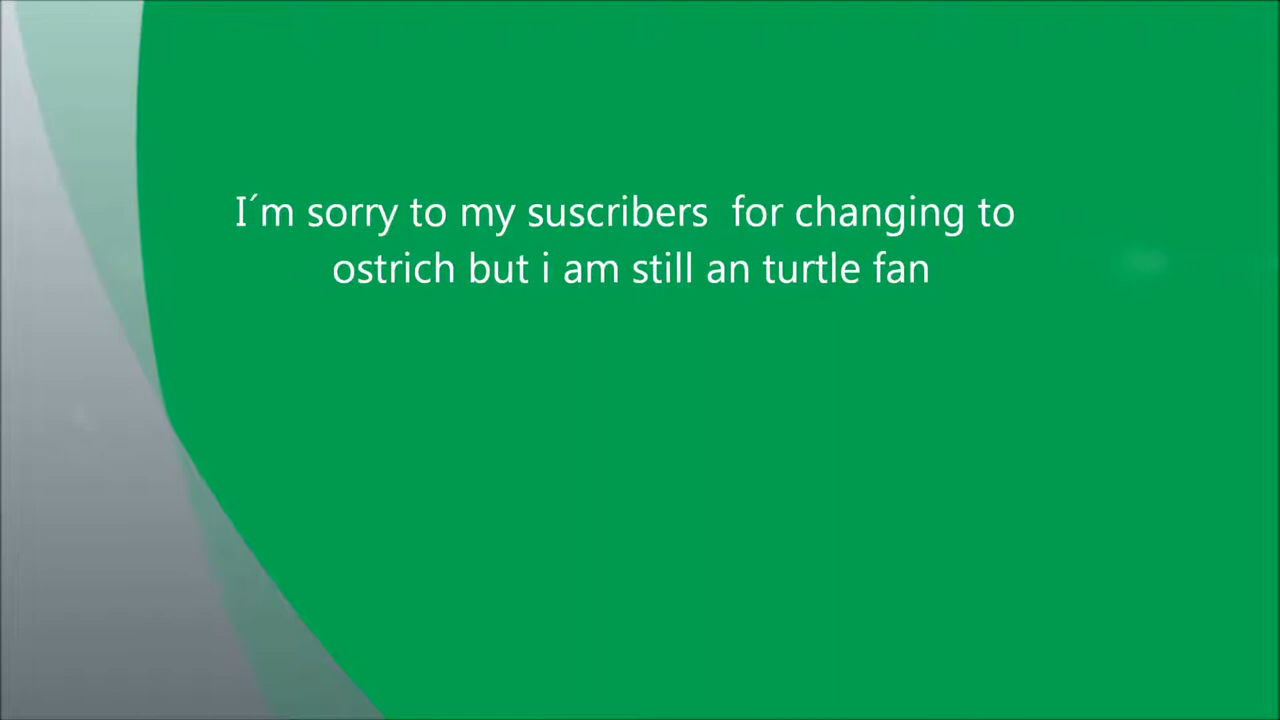 I´m sorry to my suscribers  for changing to
ostrich but i am still an turtle fan